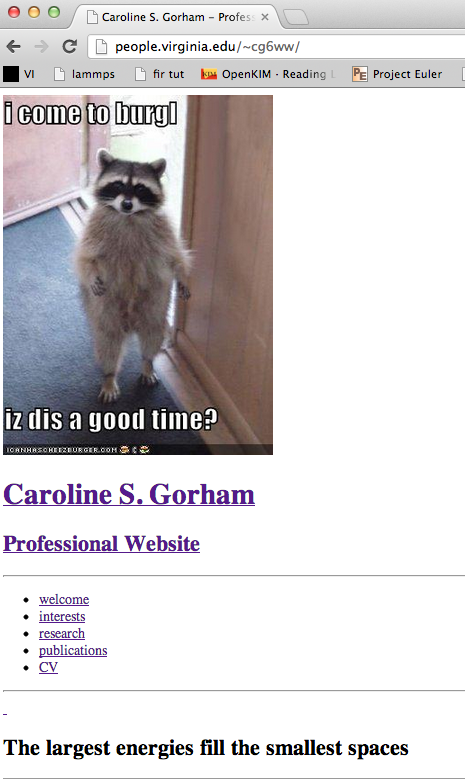 Caroline S. Gorham – Profes
people.virginia.edu/~cg6ww/
VI lammps fir tut OpenKIM · Reading L PE Project Euler
i come to burgl
iz dis a good time?
ICANHASCHEEZBURGER.COM
Caroline S. Gorham
Professional Website
welcome
interests
research
publications
CV
The largest energies fill the smallest spaces